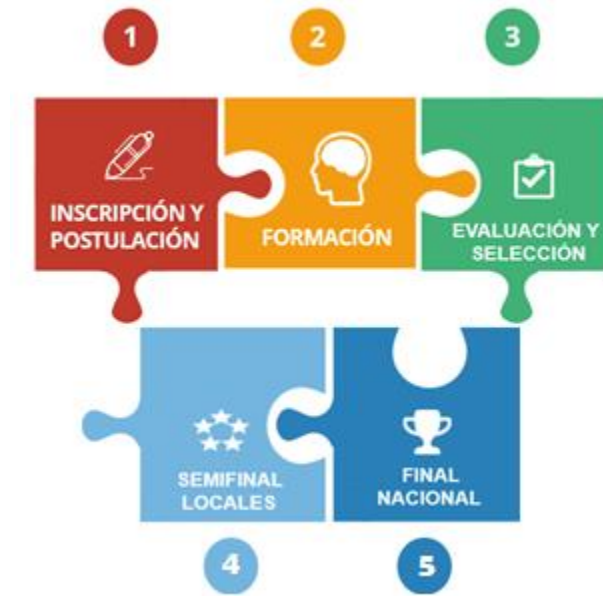 1
2
3
INSCRIPCIÓN Y
POSTULACIÓN
FORMACIÓN
EVALUACIÓN Y
SELECCIÓN
SEMIFINAL
LOCALES
FINAL
NACIONAL
4
5